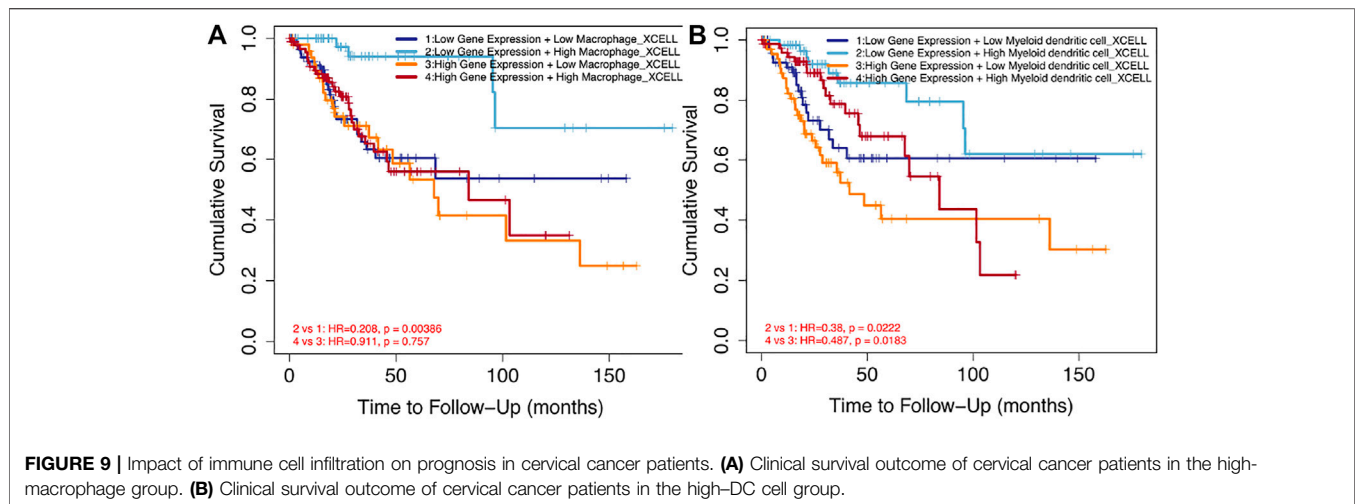 A
1:Low Gene Expression + Low Macrophage_XCELL
2:Low Gene Expression + High Macrophage_XCELL
3:High Gene Expression + Low Macrophage_XCELL
4:High Gene Expression + High Macrophage_XCELL
Cumulative Survival
1.0
0.8
0.6
0.4
0.2
0.0
2 vs 1: HR=0.208, p = 0.00386
4 vs 3: HR=0.911, p = 0.757
0 50 100 150
Time to Follow–Up (months)
B
1:Low Gene Expression + Low Myeloid dendritic cell_XCELL
2:Low Gene Expression + High Myeloid dendritic cell_XCELL
3:High Gene Expression + Low Myeloid dendritic cell_XCELL
4:High Gene Expression + High Myeloid dendritic cell_XCELL
Cumulative Survival
1.0
0.8
0.6
0.4
0.2
0.0
2 vs 1: HR=0.38, p = 0.0222
4 vs 3: HR=0.487, p = 0.0183
0 50 100 150
Time to Follow–Up (months)
FIGURE 9 | Impact of immune cell infiltration on prognosis in cervical cancer patients. (A) Clinical survival outcome of cervical cancer patients in the high-
macrophage group. (B) Clinical survival outcome of cervical cancer patients in the high–DC cell group.